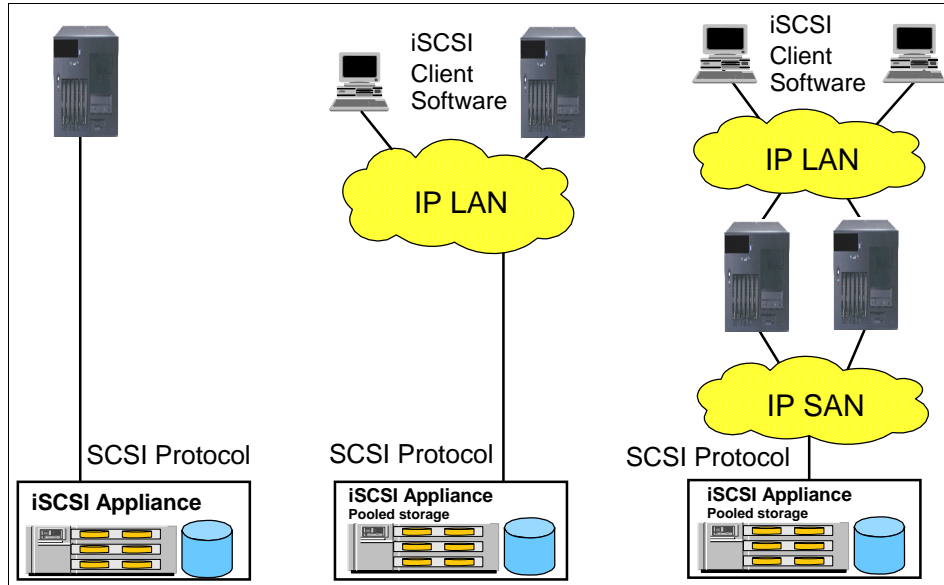 iSCSI
Client
Software
iSCSI
Client
Software
IP LAN
IP LAN
IP SAN
SCSI Protocol
SCSI Protocol
SCSI Protocol
iSCSI Appliance
iSCSI Appliance
Pooled storage
iSCSI Appliance
Pooled storage